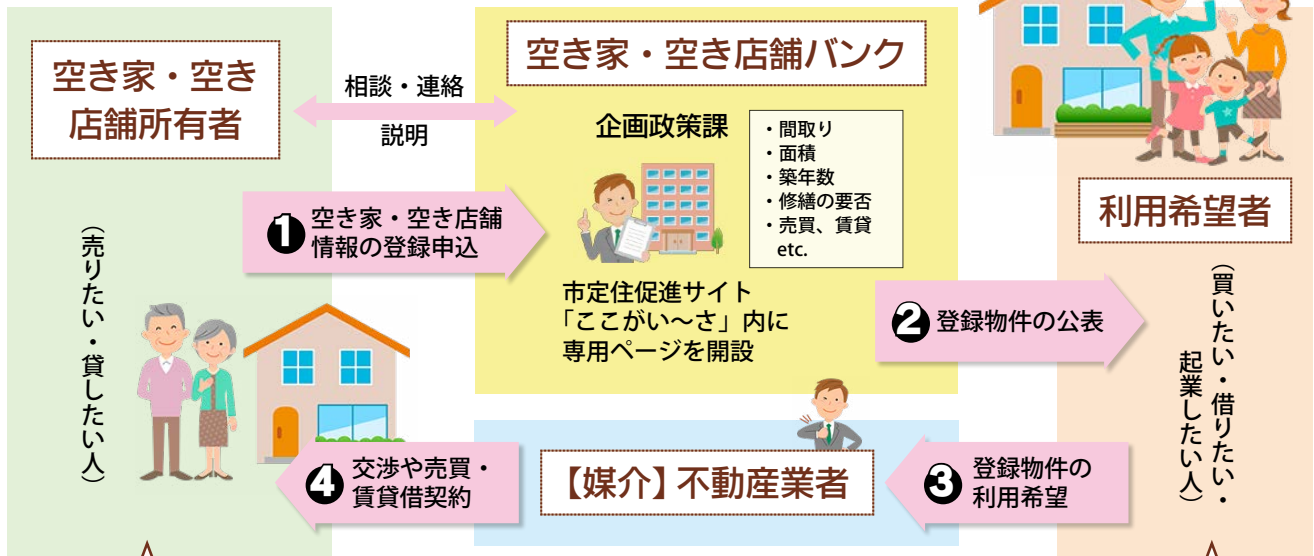 空き家・空き
店舗所有者
(売りたい・貸したい人)
相談・連絡
説明
空き家・空き店舗バンク
企画政策課
・間取り
・面積
・築年数
・修繕の要否
・売買、賃貸
etc.
市定住促進サイト
「ここがい〜さ」内に
専用ページを開設
利用希望者
(買いたい・借りたい・
起業したい人)
❶ 空き家・空き店舗
情報の登録申込
❷ 登録物件の公表
❸ 登録物件の
利用希望
【媒介】不動産業者
❹ 交渉や売買・
賃貸借契約